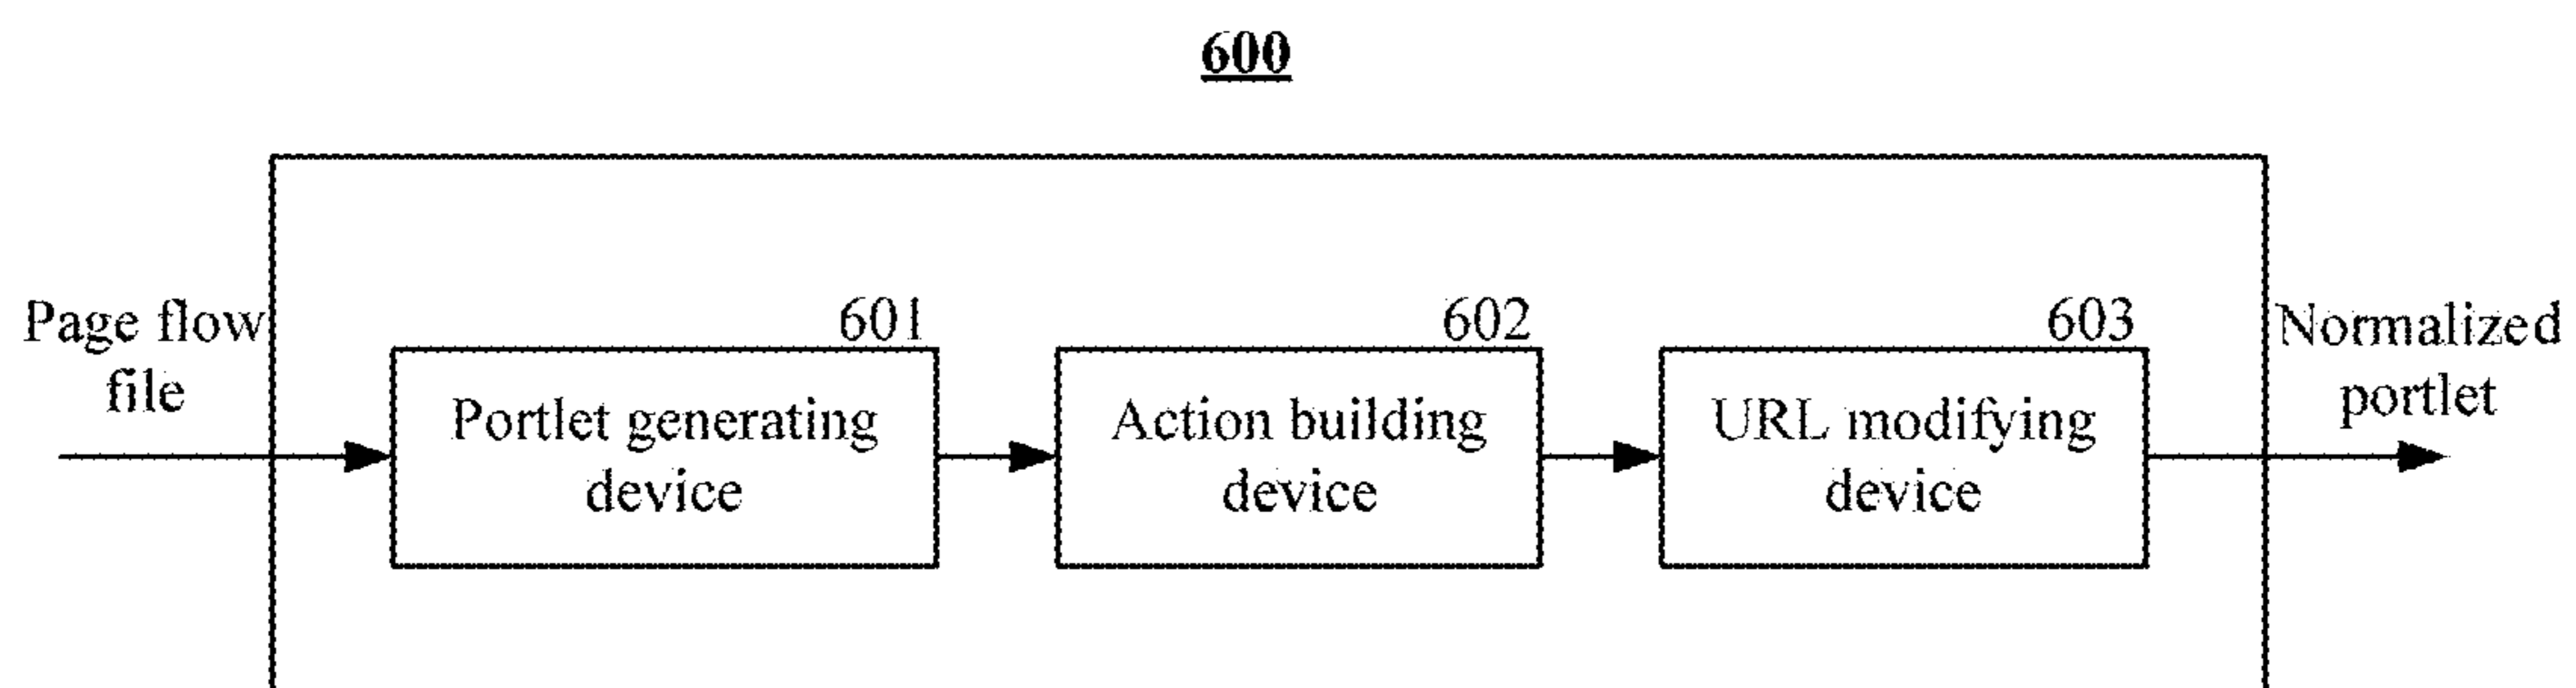 600
Page flow
file
601
Portlet generating
device
602
Action building
device
603
URL modifying
device
Normalized
portlet